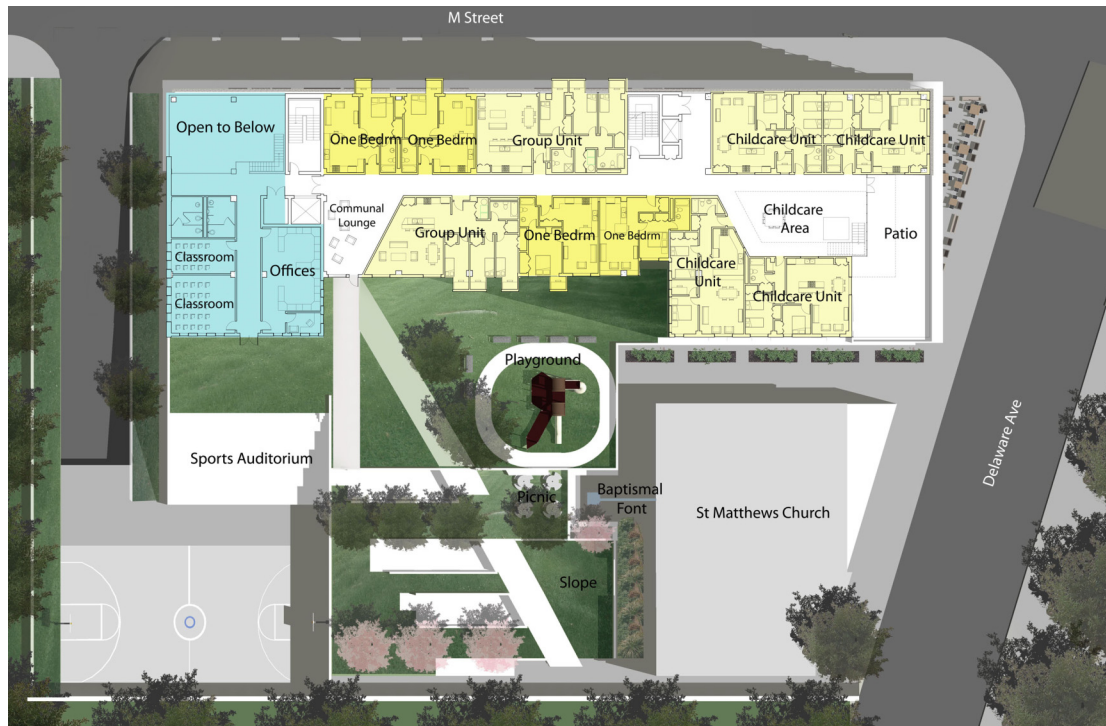 M Street
Open to Below
One Bedrm
One Bedrm
Group Unit
Childcare Unit
Childcare Unit
Communal
Lounge
Group Unit
One Bedrm
One Bedrm
Childcare
Area
Patio
Classroom
Offices
Classroom
Childcare
Unit
Childcare Unit
Playground
Sports Auditorium
Picnic
Baptismal
Font
St Matthews Church
Delaware Ave
Slope